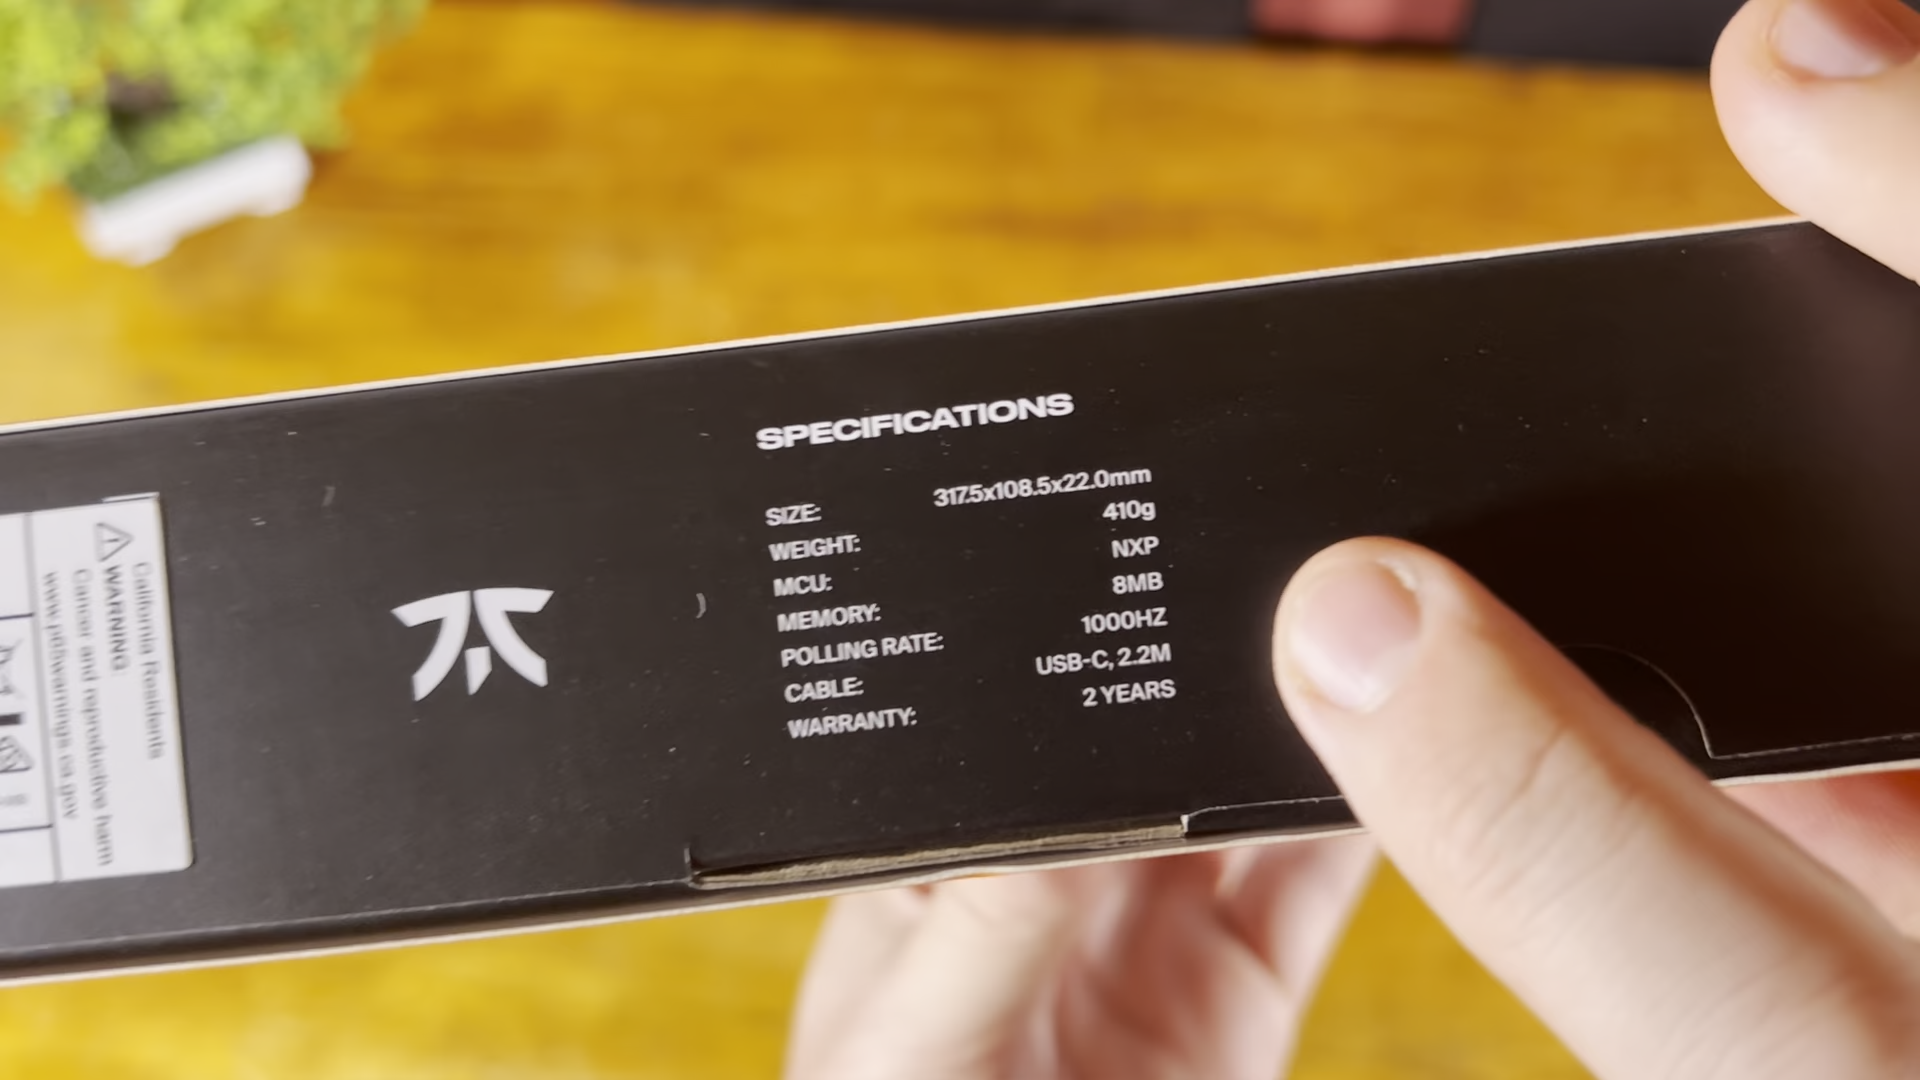 SPECIFICATIONS
SIZE: 317.5x108.5x22.0mm
WEIGHT: 410g
MCU: NXP
MEMORY: 8MB
POLLING RATE: 1000HZ
CABLE: USB-C, 2.2M
WARRANTY: 2 YEARS
California Residents
WARNING:
Cancer and reproductive harm
www.p65warnings.ca.gov